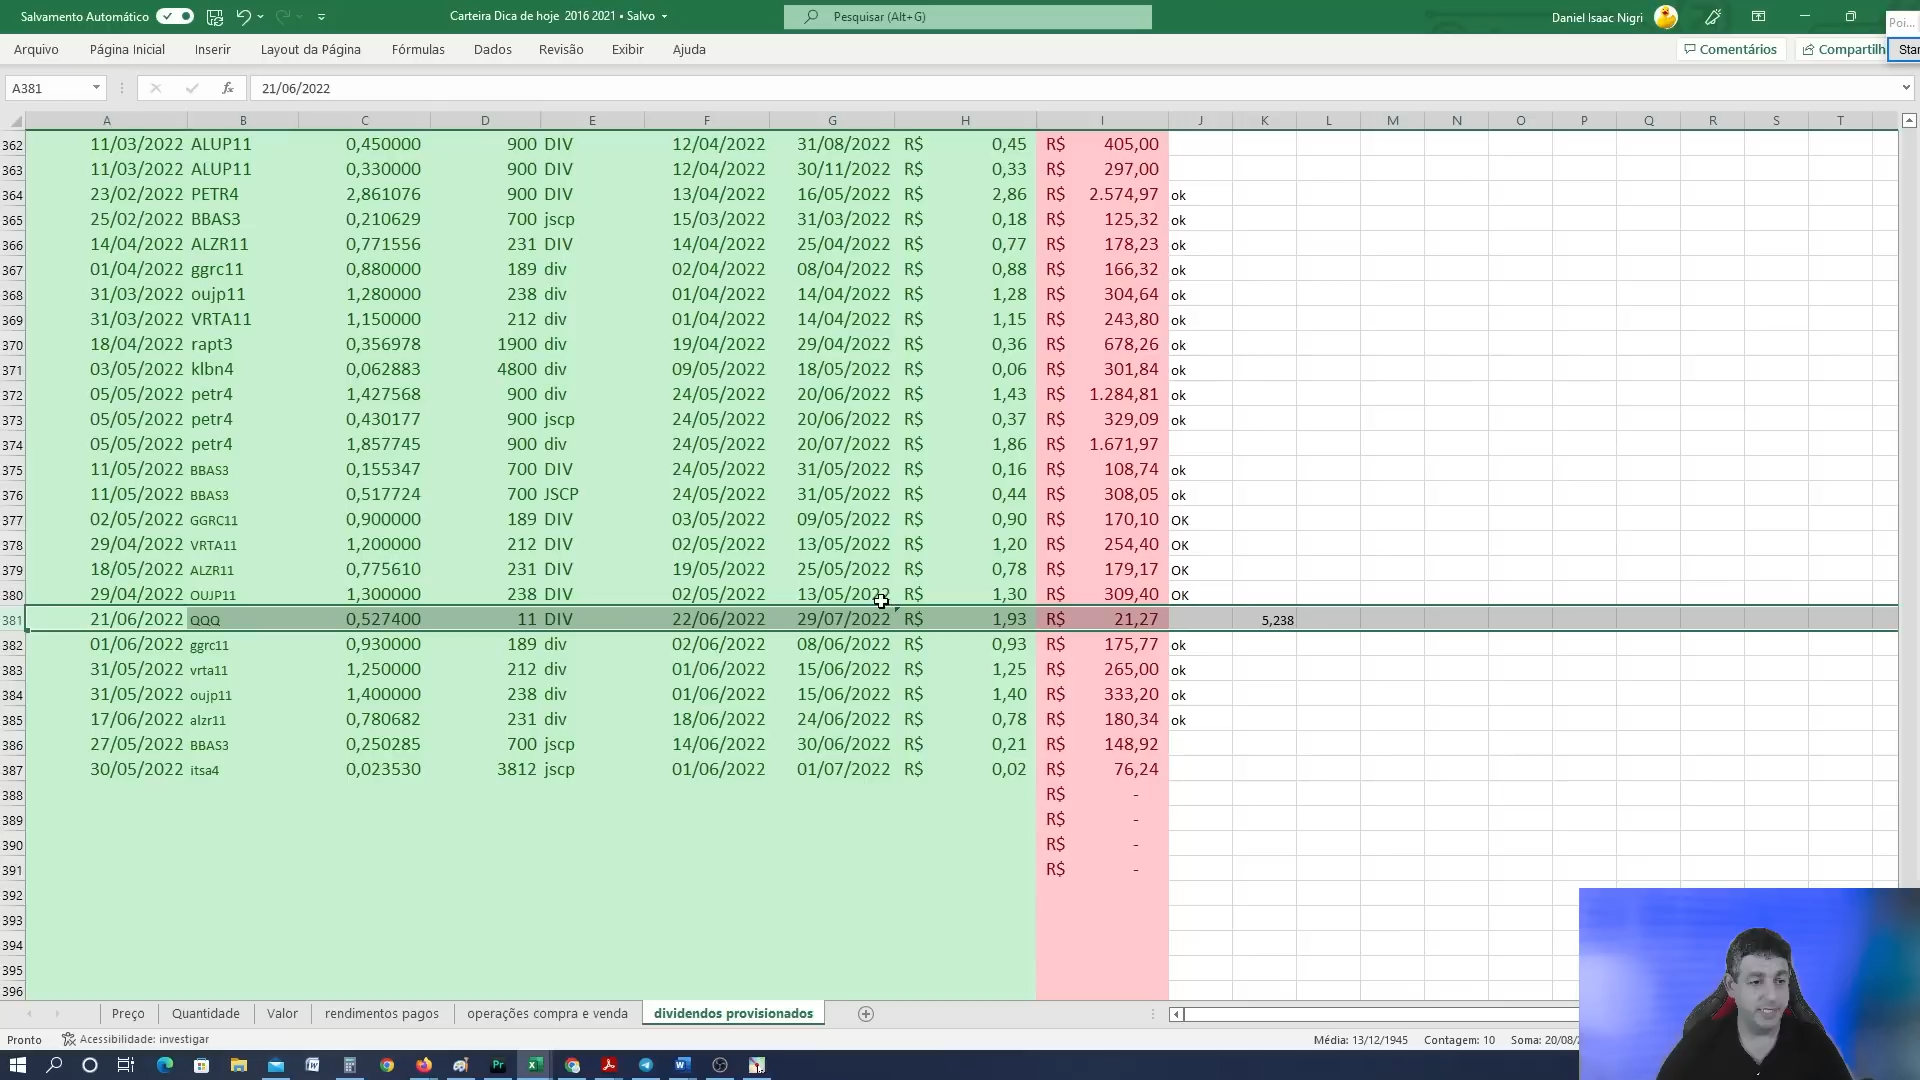 Salvamento Automático
Carteira Dica de hoje 2016 2021 • Salvo
Pesquisar (Alt+G)
Daniel Isaac Nigri
Poi...
Arquivo Página Inicial Inserir Layout da Página Fórmulas Dados Revisão Exibir Ajuda
Comentários Compartilh Star
A381 fx 21/06/2022
A B C D E F G H I J K L M N O P Q R S T
362 11/03/2022 ALUP11 0,450000 900 DIV 12/04/2022 31/08/2022 R$ 0,45 R$ 405,00
363 11/03/2022 ALUP11 0,330000 900 DIV 12/04/2022 30/11/2022 R$ 0,33 R$ 297,00
364 23/02/2022 PETR4 2,861076 900 DIV 13/04/2022 16/05/2022 R$ 2,86 R$ 2.574,97 ok
365 25/02/2022 BBAS3 0,210629 700 jscp 15/03/2022 31/03/2022 R$ 0,18 R$ 125,32 ok
366 14/04/2022 ALZR11 0,771556 231 DIV 14/04/2022 25/04/2022 R$ 0,77 R$ 178,23 ok
367 01/04/2022 ggrc11 0,880000 189 div 02/04/2022 08/04/2022 R$ 0,88 R$ 166,32 ok
368 31/03/2022 oujp11 1,280000 238 div 01/04/2022 14/04/2022 R$ 1,28 R$ 304,64 ok
369 31/03/2022 VRTA11 1,150000 212 div 01/04/2022 14/04/2022 R$ 1,15 R$ 243,80 ok
370 18/04/2022 rapt3 0,356978 1900 div 19/04/2022 29/04/2022 R$ 0,36 R$ 678,26 ok
371 03/05/2022 klbn4 0,062883 4800 div 09/05/2022 18/05/2022 R$ 0,06 R$ 301,84 ok
372 05/05/2022 petr4 1,427568 900 div 24/05/2022 20/06/2022 R$ 1,43 R$ 1.284,81 ok
373 05/05/2022 petr4 0,430177 900 jscp 24/05/2022 20/06/2022 R$ 0,37 R$ 329,09 ok
374 05/05/2022 petr4 1,857745 900 div 24/05/2022 20/07/2022 R$ 1,86 R$ 1.671,97
375 11/05/2022 BBAS3 0,155347 700 DIV 24/05/2022 31/05/2022 R$ 0,16 R$ 108,74 ok
376 11/05/2022 BBAS3 0,517724 700 JSCP 24/05/2022 31/05/2022 R$ 0,44 R$ 308,05 ok
377 02/05/2022 GGRC11 0,900000 189 DIV 03/05/2022 09/05/2022 R$ 0,90 R$ 170,10 OK
378 29/04/2022 VRTA11 1,200000 212 DIV 02/05/2022 13/05/2022 R$ 1,20 R$ 254,40 OK
379 18/05/2022 ALZR11 0,775610 231 DIV 19/05/2022 25/05/2022 R$ 0,78 R$ 179,17 OK
380 29/04/2022 OUJP11 1,300000 238 DIV 02/05/2022 13/05/2022 R$ 1,30 R$ 309,40 OK
381 21/06/2022 QQQ 0,527400 11 DIV 22/06/2022 29/07/2022 R$ 1,93 R$ 21,27 5,238
382 01/06/2022 ggrc11 0,930000 189 div 02/06/2022 08/06/2022 R$ 0,93 R$ 175,77 ok
383 31/05/2022 vrta11 1,250000 212 div 01/06/2022 15/06/2022 R$ 1,25 R$ 265,00 ok
384 31/05/2022 oujp11 1,400000 238 div 01/06/2022 15/06/2022 R$ 1,40 R$ 333,20 ok
385 17/06/2022 alzr11 0,780682 231 div 18/06/2022 24/06/2022 R$ 0,78 R$ 180,34 ok
386 27/05/2022 BBAS3 0,250285 700 jscp 14/06/2022 30/06/2022 R$ 0,21 R$ 148,92
387 30/05/2022 itsa4 0,023530 3812 jscp 01/06/2022 01/07/2022 R$ 0,02 R$ 76,24
388 R$ -
389 R$ -
390 R$ -
391 R$ -
392
393
394
395
396
Preço Quantidade Valor rendimentos pagos operações compra e venda dividendos provisionados
Pronto Acessibilidade: investigar Média: 13/12/1945 Contagem: 10 Soma: 20/08/